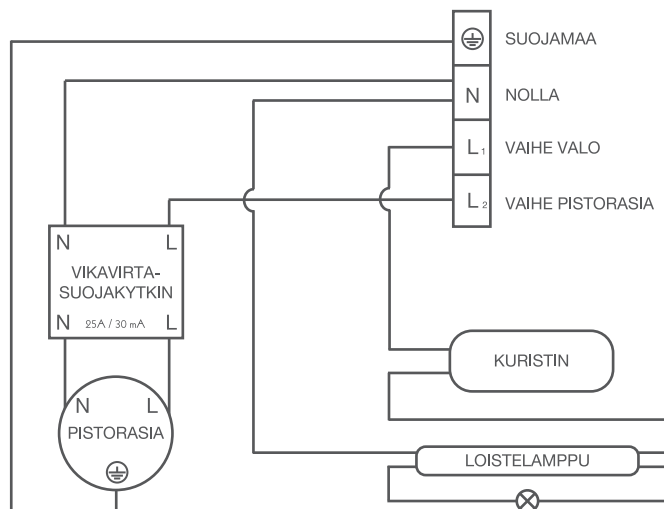 SUOJAMAA
N NOLLA
L1 VAIHE VALO
L2 VAIHE PISTORASIA
N L
VIKAVIRTA-
SUOJAKYTKIN
N 25A / 30 mA L
N L
PISTORASIA
KURISTIN
LOISTELAMPPU